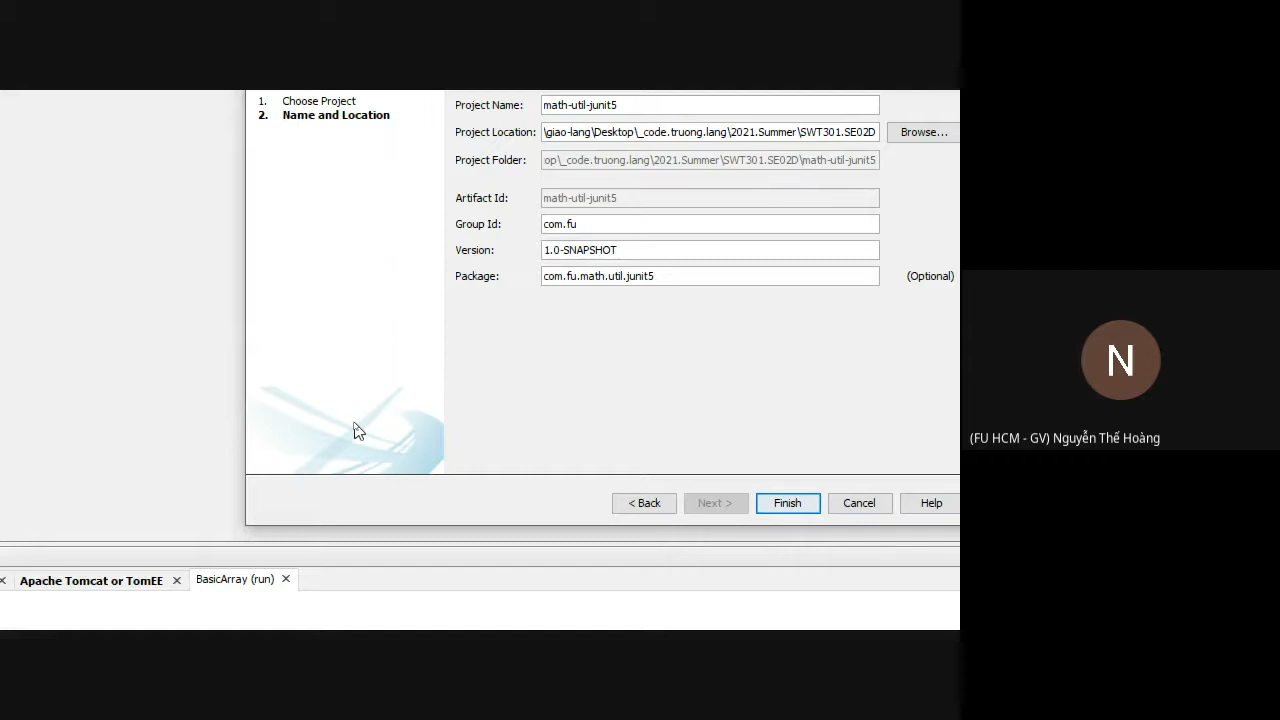 1. Choose Project
2. Name and Location
Project Name: math-util-junit5
Project Location: \giao-lang\Desktop\_code.truong.lang\2021.Summer\SWT301.SE02D Browse...
Project Folder: op\_code.truong.lang\2021.Summer\SWT301.SE02D\math-util-junit5
Artifact Id: math-util-junit5
Group Id: com.fu
Version: 1.0-SNAPSHOT
Package: com.fu.math.util.junit5 (Optional)
N
(FU HCM - GV) Nguyễn Thế Hoàng
< Back Next > Finish Cancel Help
Apache Tomcat or TomEE BasicArray (run)